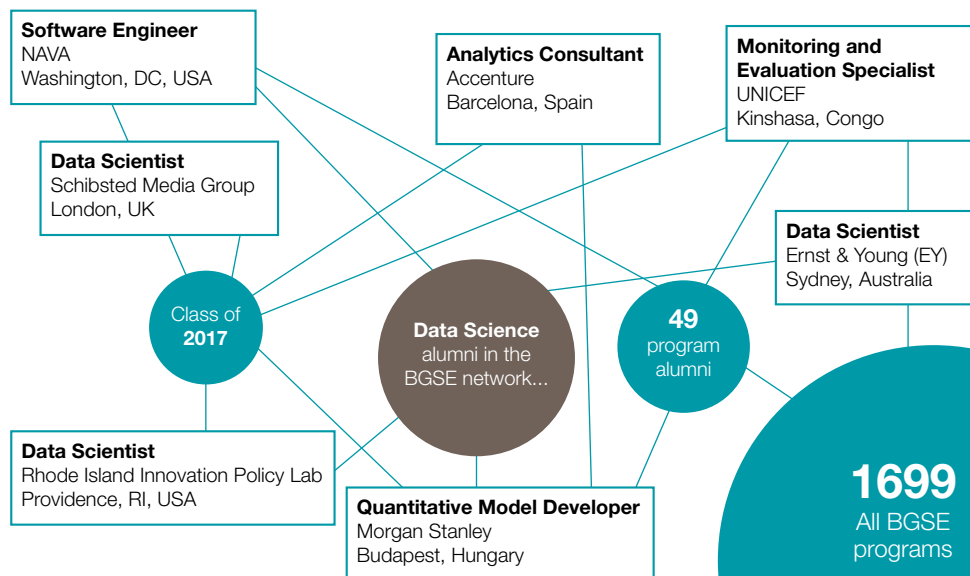 Software Engineer
NAVA
Washington, DC, USA
Analytics Consultant
Accenture
Barcelona, Spain
Monitoring and
Evaluation Specialist
UNICEF
Kinshasa, Congo
Data Scientist
Schibsted Media Group
London, UK
Data Scientist
Ernst & Young (EY)
Sydney, Australia
Class of
2017
Data Science
alumni in the
BGSE network...
49
program
alumni
Data Scientist
Rhode Island Innovation Policy Lab
Providence, RI, USA
Quantitative Model Developer
Morgan Stanley
Budapest, Hungary
1699
All BGSE
programs